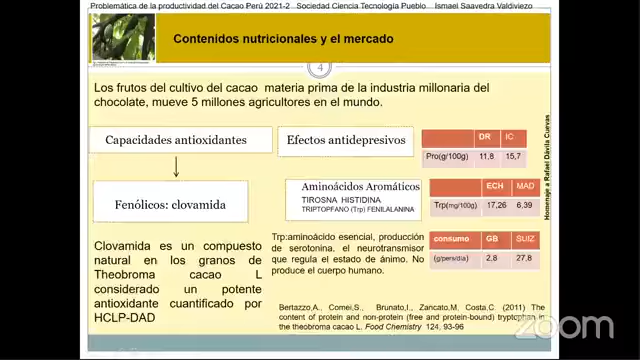 Problemática de la productividad del Cacao Perú 2021-2 Sociedad Ciencia Tecnología Pueblo Ismael Saavedra Valdiviezo
Contenidos nutricionales y el mercado
4
Los frutos del cultivo del cacao materia prima de la industria millonaria del
chocolate, mueve 5 millones agricultores en el mundo.
Capacidades antioxidantes
Efectos antidepresivos
DR IC
Pro(g/100g) 11,8 15,7
Homenaje a Rafael Dávila Cuevas
Fenólicos: clovamida
Aminoácidos Aromáticos
TIROSNA HISTIDINA
TRIPTOPFANO (Trp) FENILALANINA
ECH MAD
Trp(mg/100g) 17,26 6,39
Clovamida es un compuesto
natural en los granos de
Theobroma cacao L
considerado un potente
antioxidante cuantificado por
HCLP-DAD
Trp:aminoácido esencial, producción
de serotonina, el neurotransmisor
que regula el estado de ánimo. No
produce el cuerpo humano.
consumo GB SUIZ
(g/pers/día) 2,8 27,8
Bertazzo,A., Comei,S., Brunato,I., Zancato,M, Costa,C. (2011) The
content of protein and non-protein (free and protein-bound) tryptophan in
the theobroma cacao L. Food Chemistry 124, 93-96
zoom